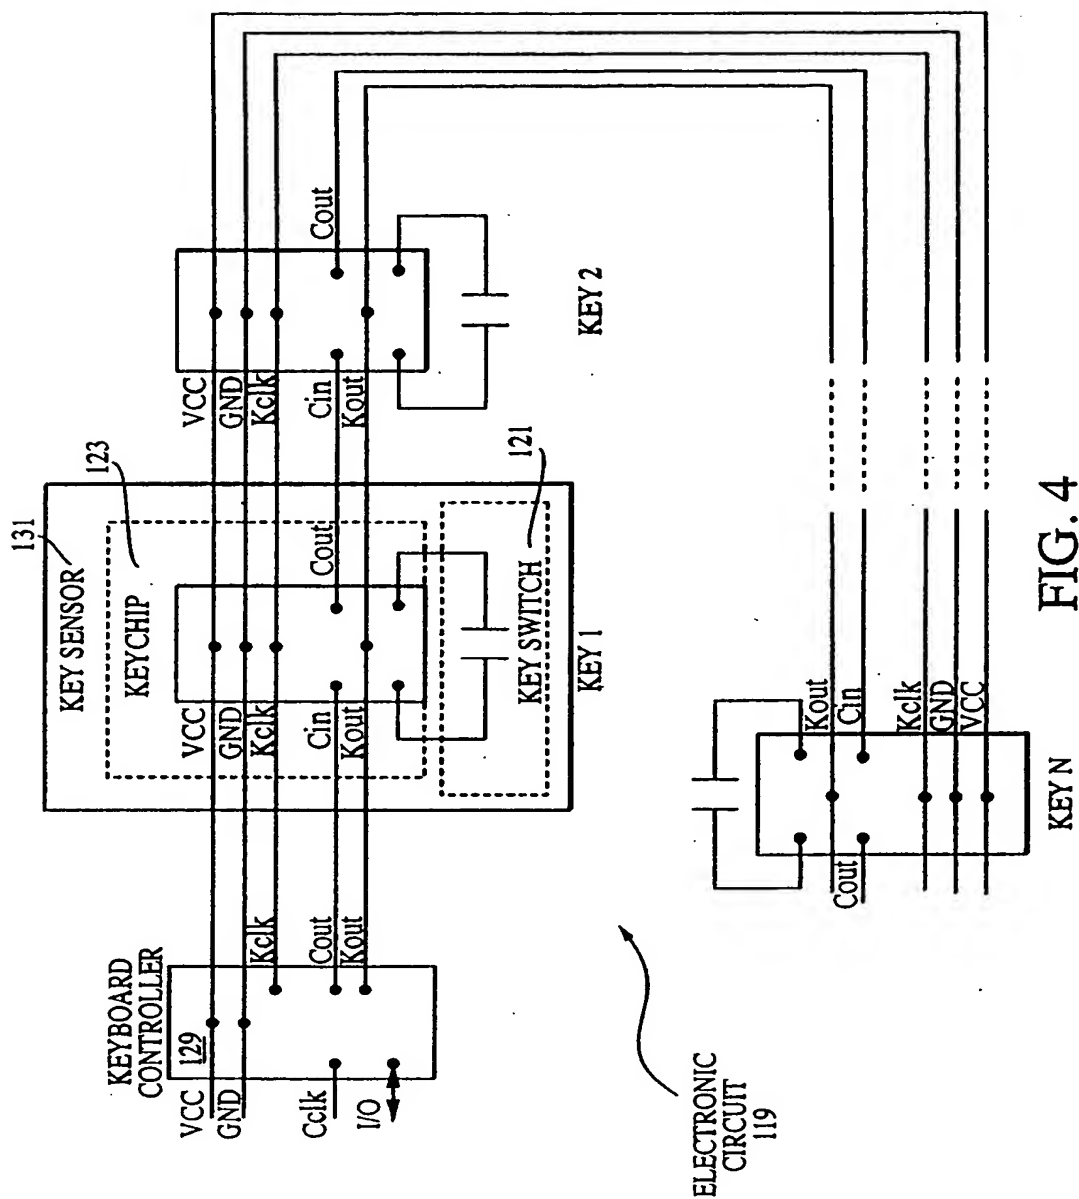 KEYBOARD
CONTROLLER
129
VCC
GND
Cclk
I/O
Kclk
Cout
Kout
131
KEY SENSOR
123
KEYCHIP
VCC
GND
Kclk
Cin
Kout
Cout
121
KEY SWITCH
KEY 1
VCC
GND
Kclk
Cin
Kout
Cout
KEY 2
Kout
Cin
Kclk
GND
VCC
Cout
KEY N
ELECTRONIC
CIRCUIT
119
FIG. 4